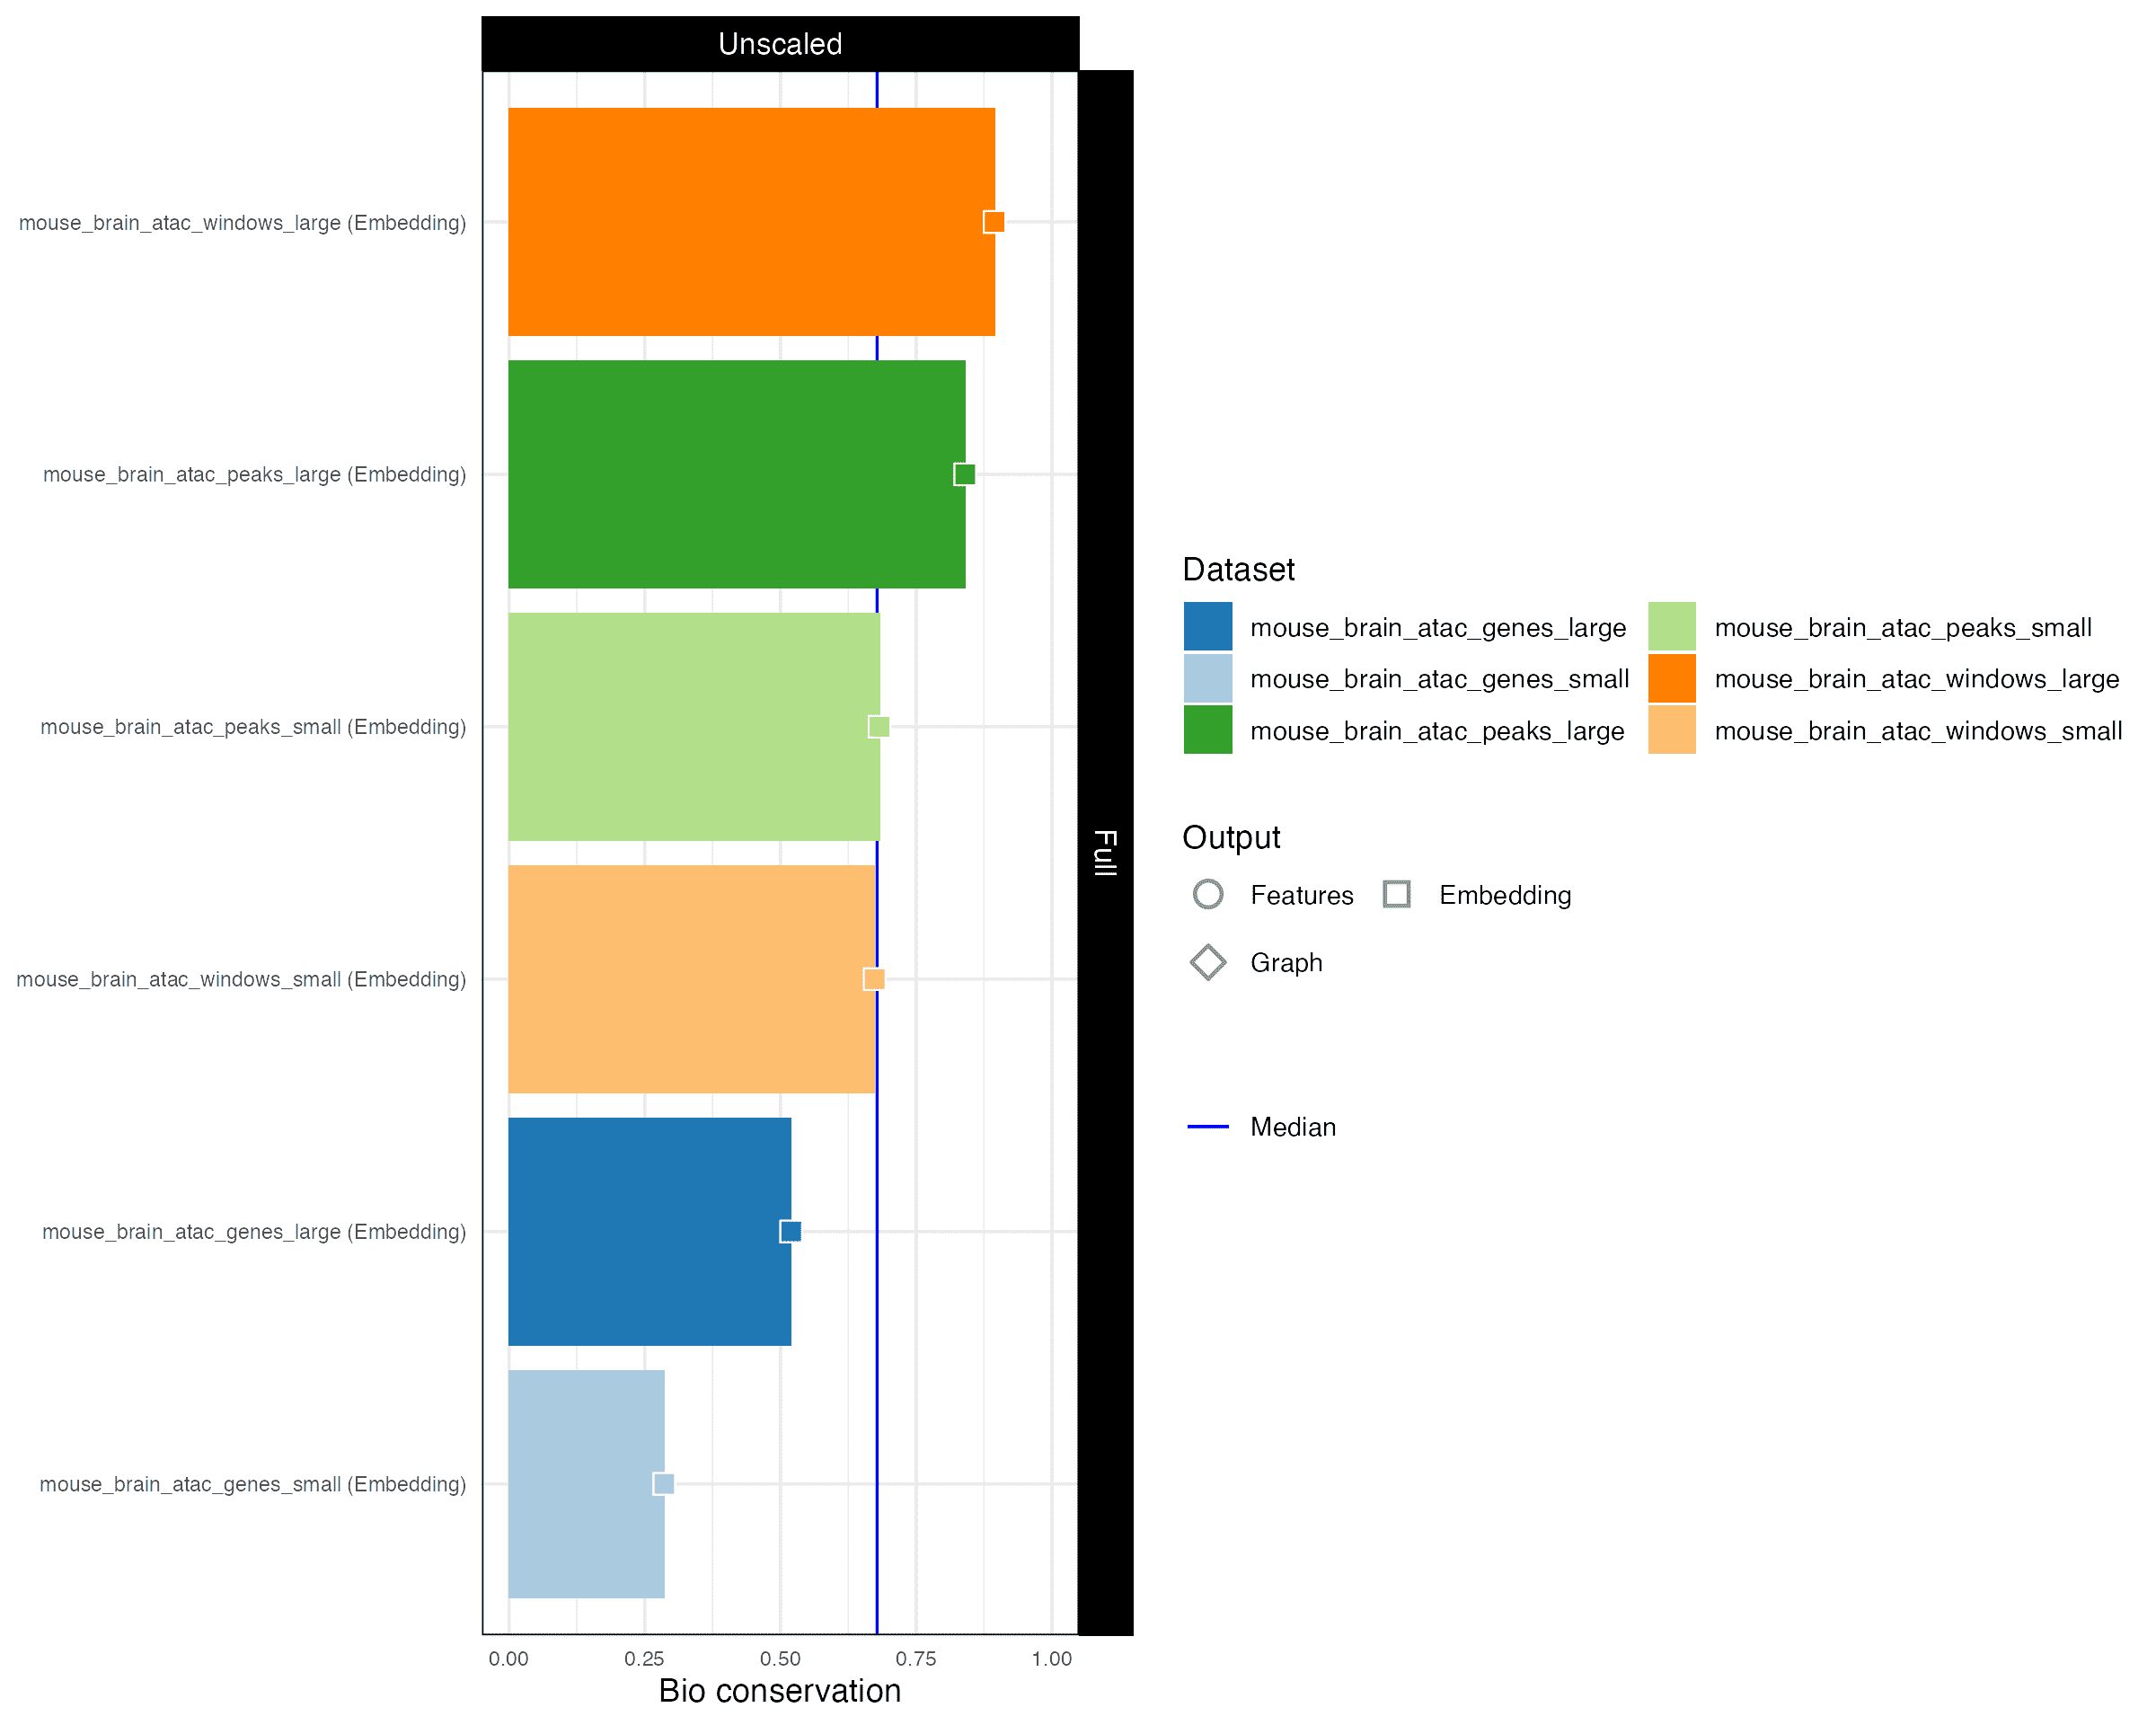 Unscaled
mouse_brain_atac_windows_large (Embedding)
mouse_brain_atac_peaks_large (Embedding)
mouse_brain_atac_peaks_small (Embedding)
mouse_brain_atac_windows_small (Embedding)
mouse_brain_atac_genes_large (Embedding)
mouse_brain_atac_genes_small (Embedding)
0.00 0.25 0.50 0.75 1.00
Bio conservation
Full
Dataset
mouse_brain_atac_genes_large mouse_brain_atac_peaks_small
mouse_brain_atac_genes_small mouse_brain_atac_windows_large
mouse_brain_atac_peaks_large mouse_brain_atac_windows_small
Output
Features Embedding
Graph
Median